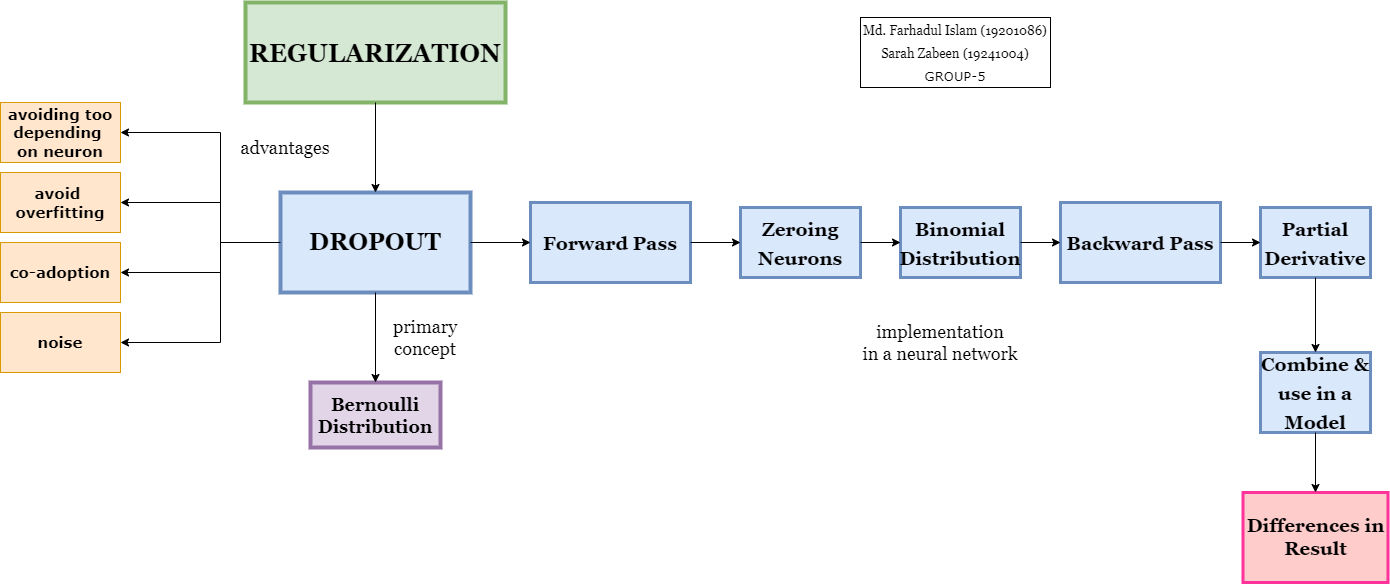 REGULARIZATION
Md. Farhadul Islam (19201086)
Sarah Zabeen (19241004)
GROUP-5
advantages
avoiding too
depending
on neuron
avoid
overfitting
co-adoption
noise
DROPOUT
Forward Pass
Zeroing
Neurons
Binomial
Distribution
Backward Pass
Partial
Derivative
primary
concept
implementation
in a neural network
Bernoulli
Distribution
Combine &
use in a
Model
Differences in
Result